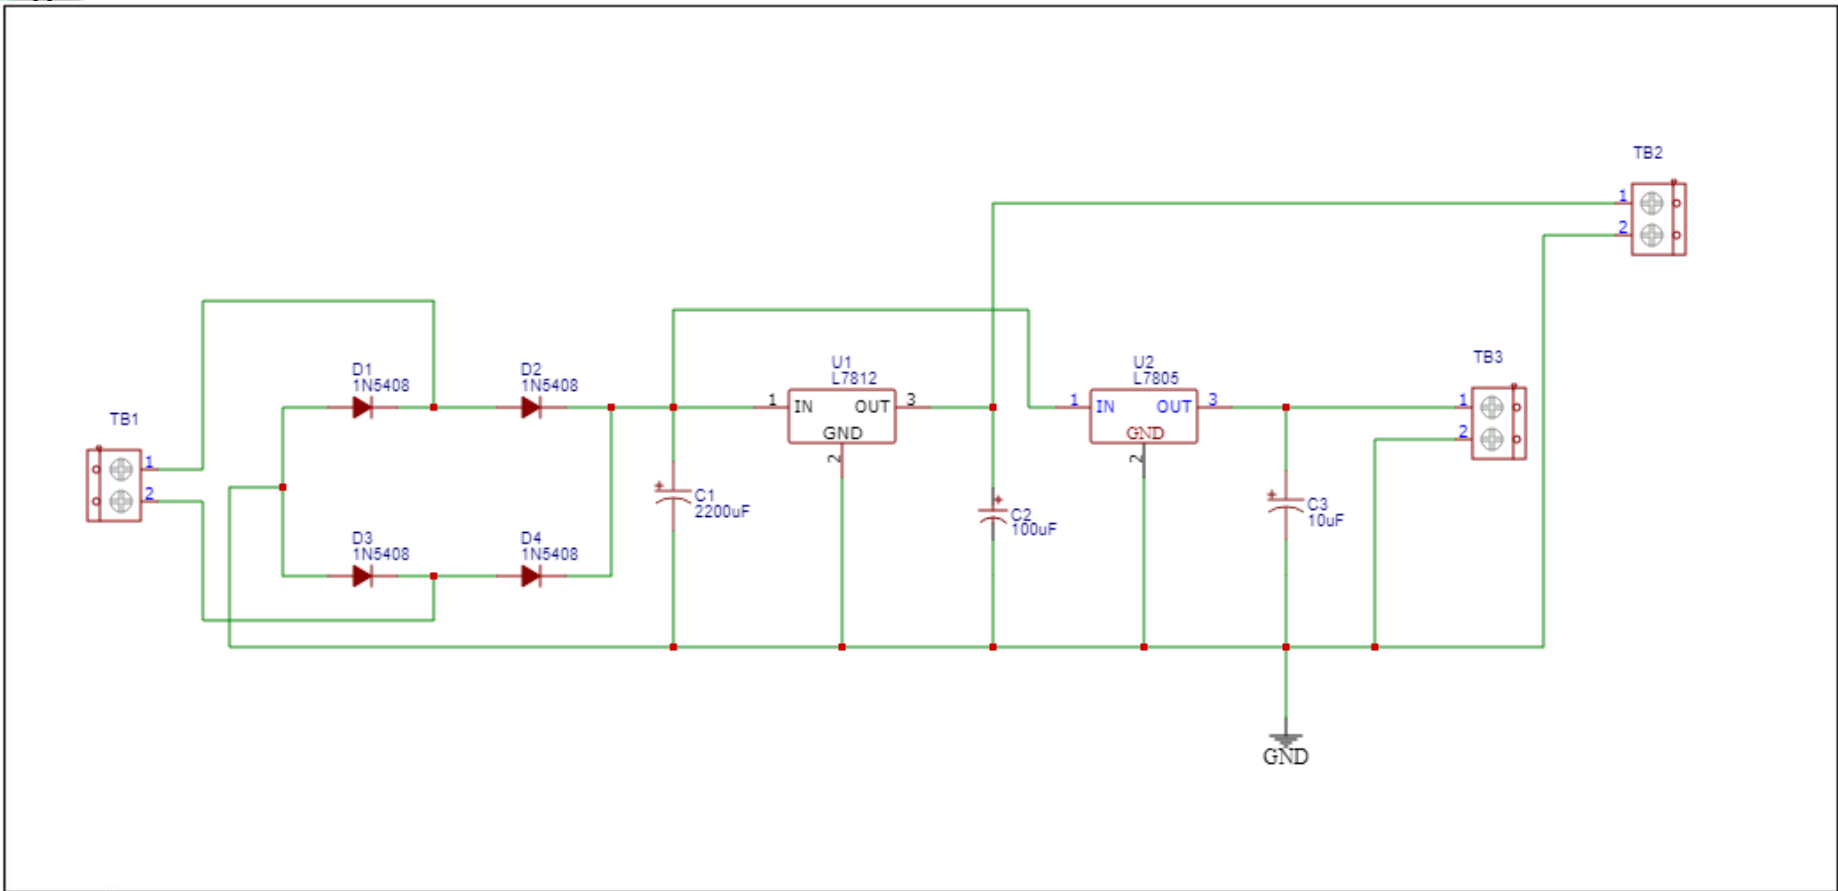 TB2
1
2
D1
1N5408
D2
1N5408
U1
L7812
1
IN
OUT
3
GND
2
U2
L7805
1
IN
OUT
3
GND
2
TB3
1
2
TB1
1
2
C1
2200uF
C2
100uF
C3
10uF
D3
1N5408
D4
1N5408
GND